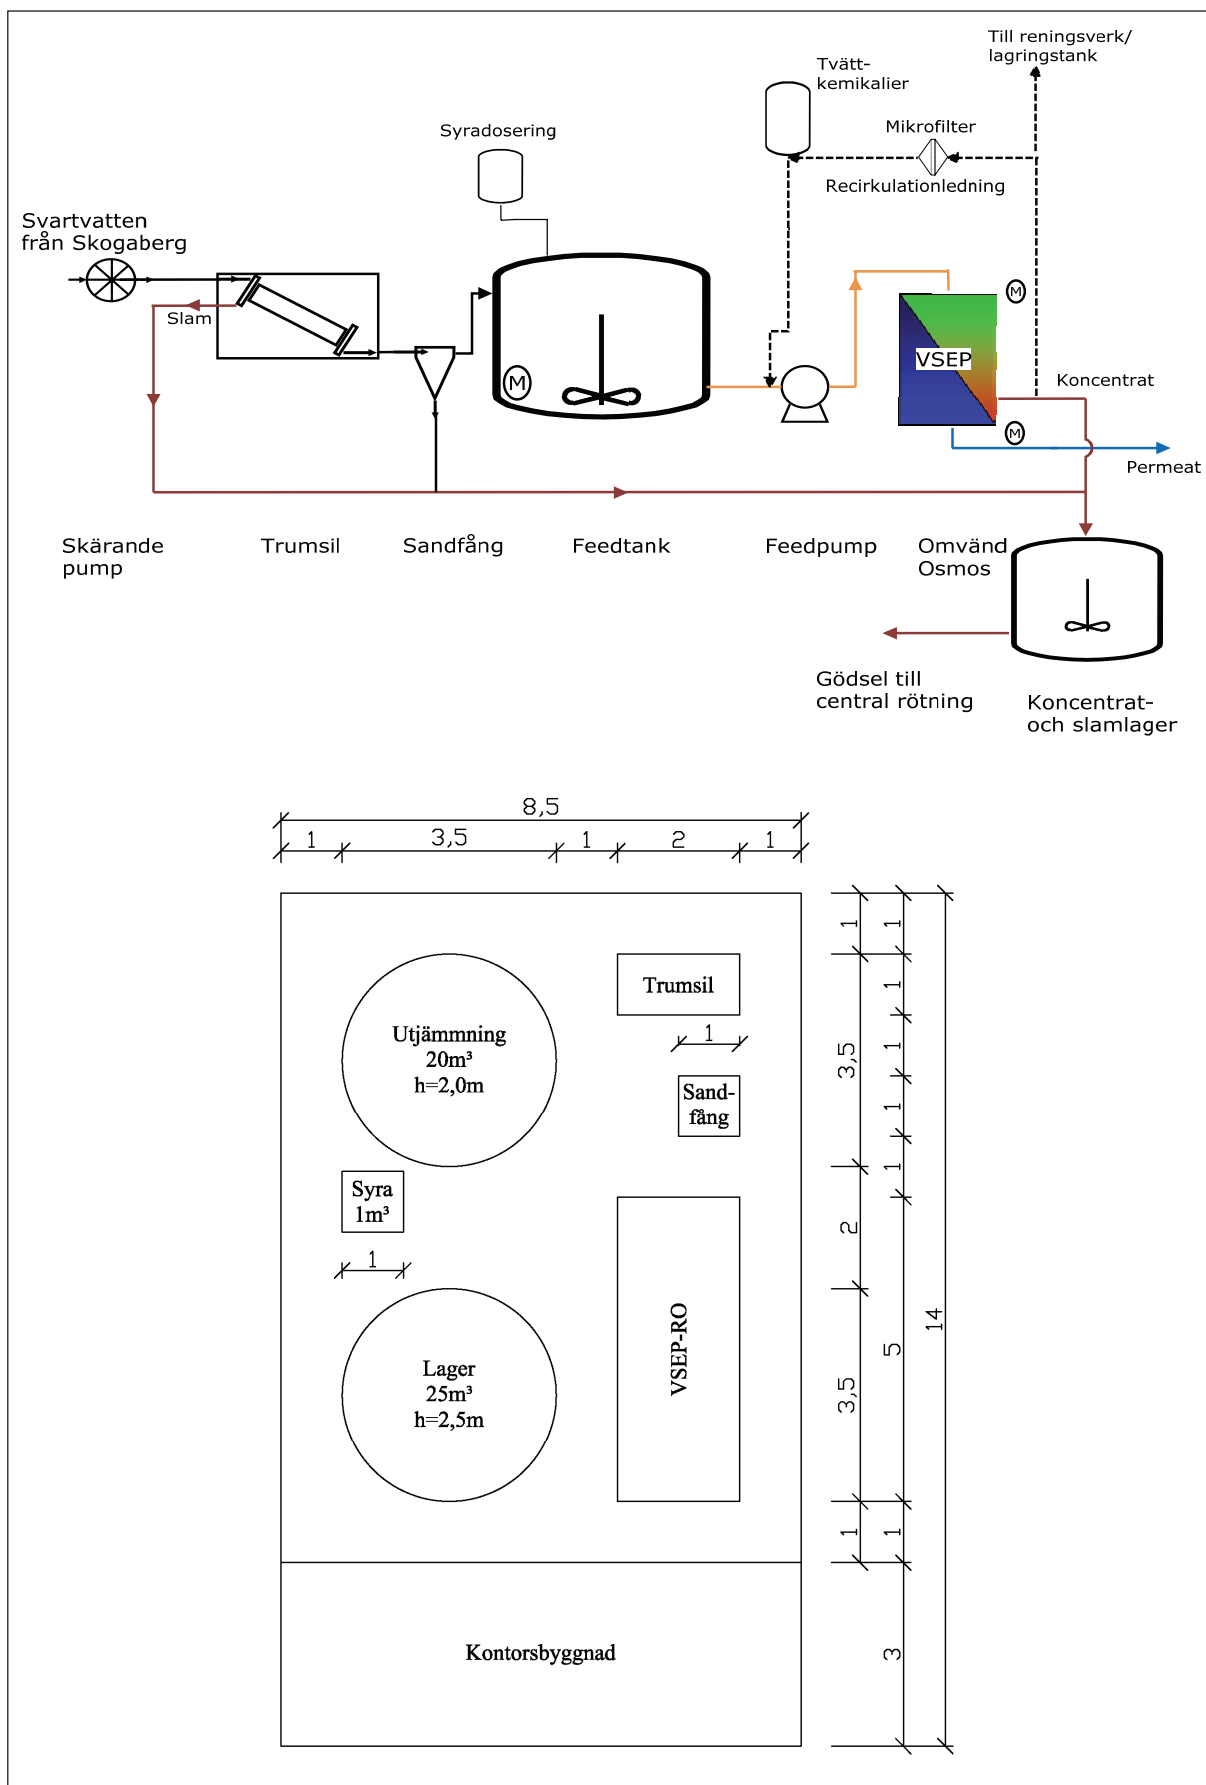 Till reningsverk/
lagringstank
Tvätt-
kemikalier
Mikrofilter
Syradosering
Recirkulationledning
Svartvatten
från Skogaberg
M
Slam
VSEP
M
Koncentrat
M
Permeat
Skärande
pump
Trumsil
Sandfång
Feedtank
Feedpump
Omvänd
Osmos
Gödsel till
central rötning
Koncentrat-
och slamlager
8,5
1
3,5
1
2
1
1
1
Trumsil
1
Utjämmning
20m³
h=2,0m
1
3,5
1
Sand-
fång
1
1
Syra
1m³
2
1
VSEP-RO
14
5
Lager
25m³
h=2,5m
3,5
1
1
Kontorsbyggnad
3